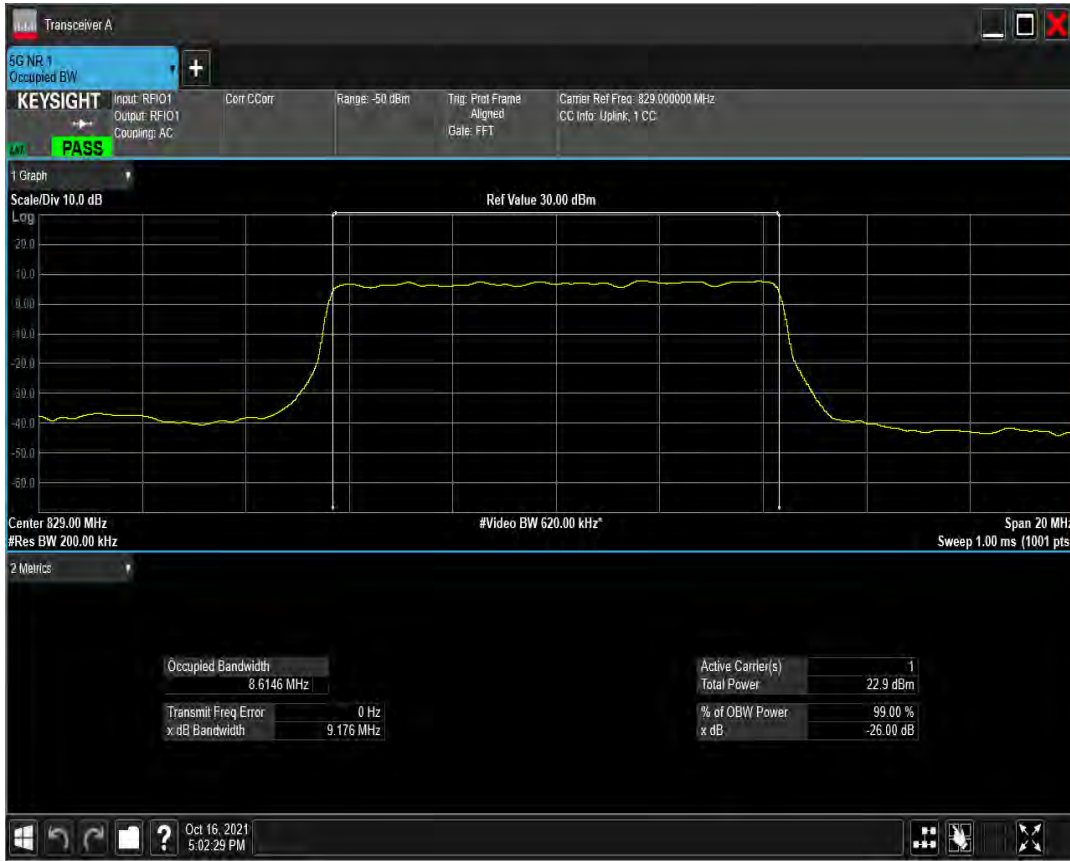 Transceiver A
5G NR 1
Occupied BW
+
KEYSIGHT
Input: RFIO1
Output: RFIO1
Coupling: AC
Corr CCorr
Range: -50 dBm
Trig: Prot Frame
Aligned
Gate: FFT
Carrier Ref Freq: 829.000000 MHz
CC Info: Uplink, 1 CC
PASS
1 Graph
Scale/Div 10.0 dB
Ref Value 30.00 dBm
Log
20.0
10.0
0.00
-10.0
-20.0
-30.0
-40.0
-50.0
-60.0
Center 829.00 MHz
#Video BW 620.00 kHz*
Span 20 MHz
#Res BW 200.00 kHz
Sweep 1.00 ms (1001 pts
2 Metrics
Occupied Bandwidth
8.6146 MHz
Transmit Freq Error 0 Hz
x dB Bandwidth 9.176 MHz
Active Carrier(s) 1
Total Power 22.9 dBm
% of OBW Power 99.00 %
x dB -26.00 dB
?
Oct 16, 2021
5:02:29 PM